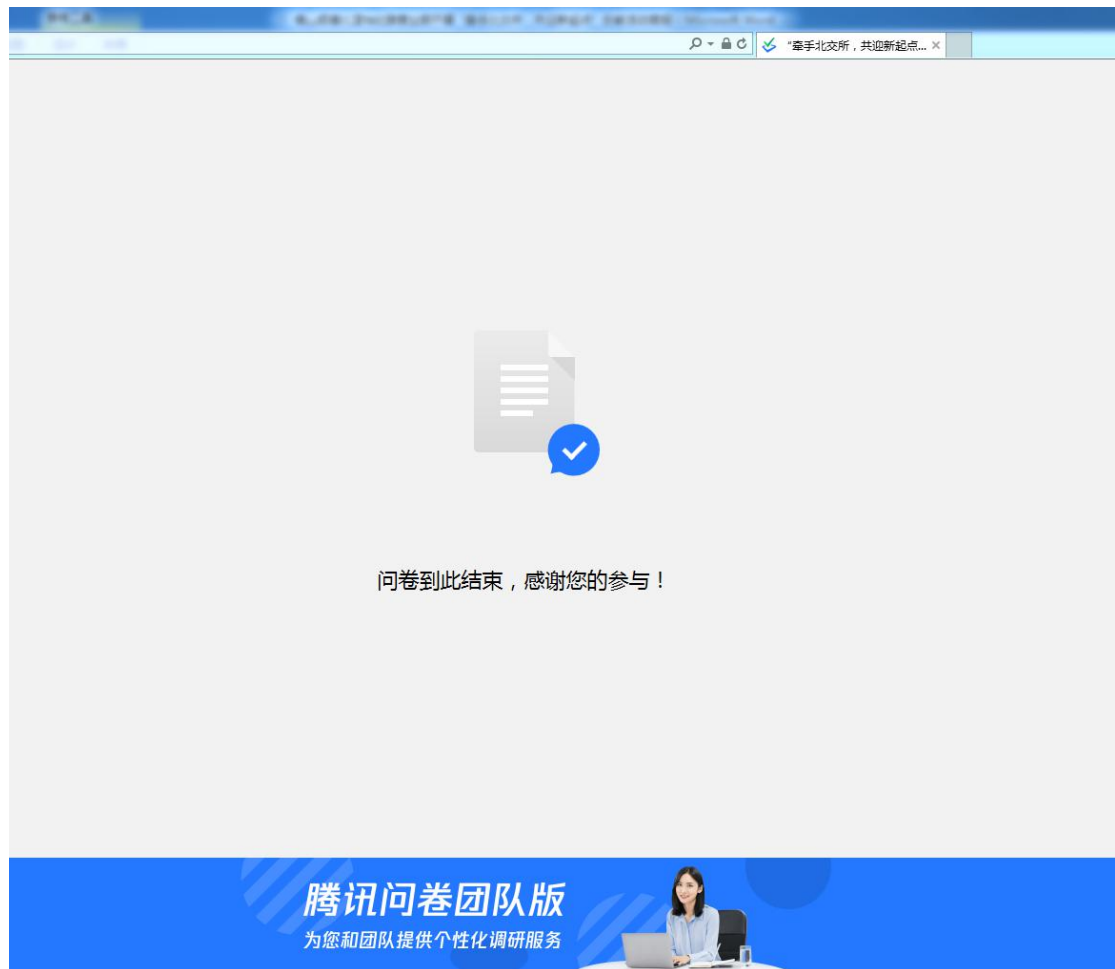 “牵手北交所，共迎新起点...
问卷到此结束，感谢您的参与！
腾讯问卷团队版
为您和团队提供个性化调研服务